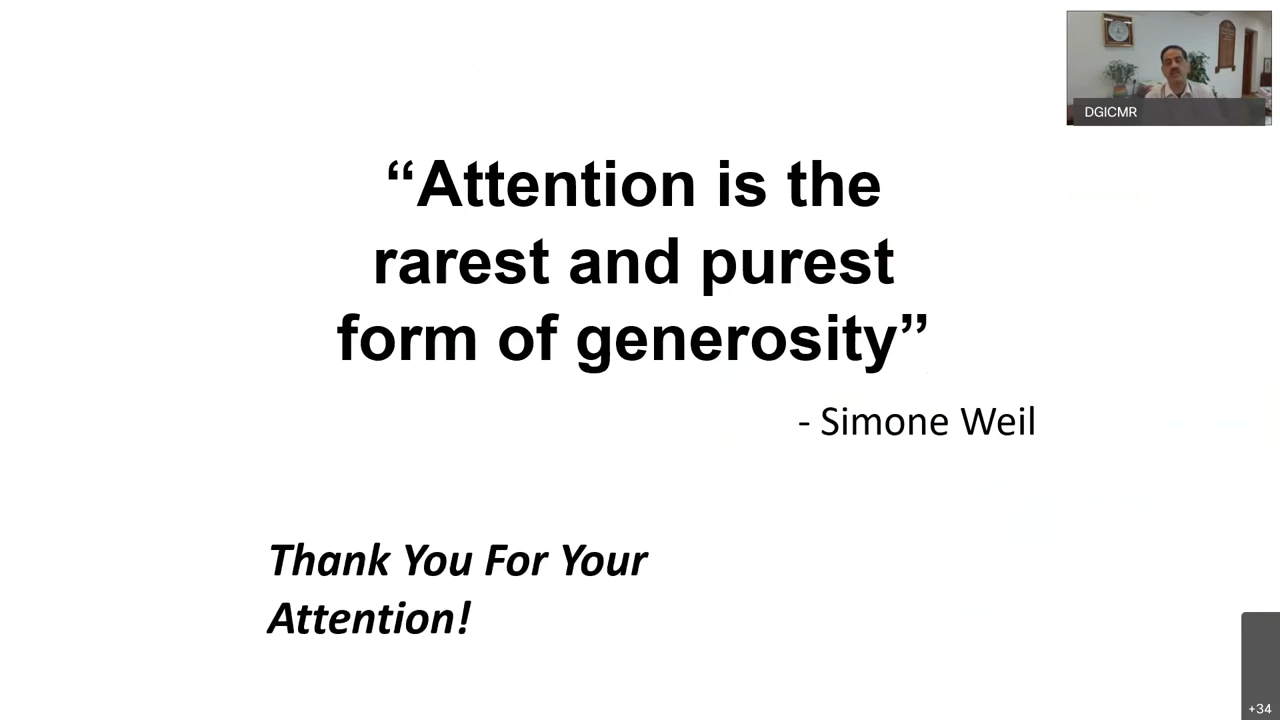 DGICMR
“Attention is the
rarest and purest
form of generosity”
- Simone Weil
Thank You For Your
Attention!
+34